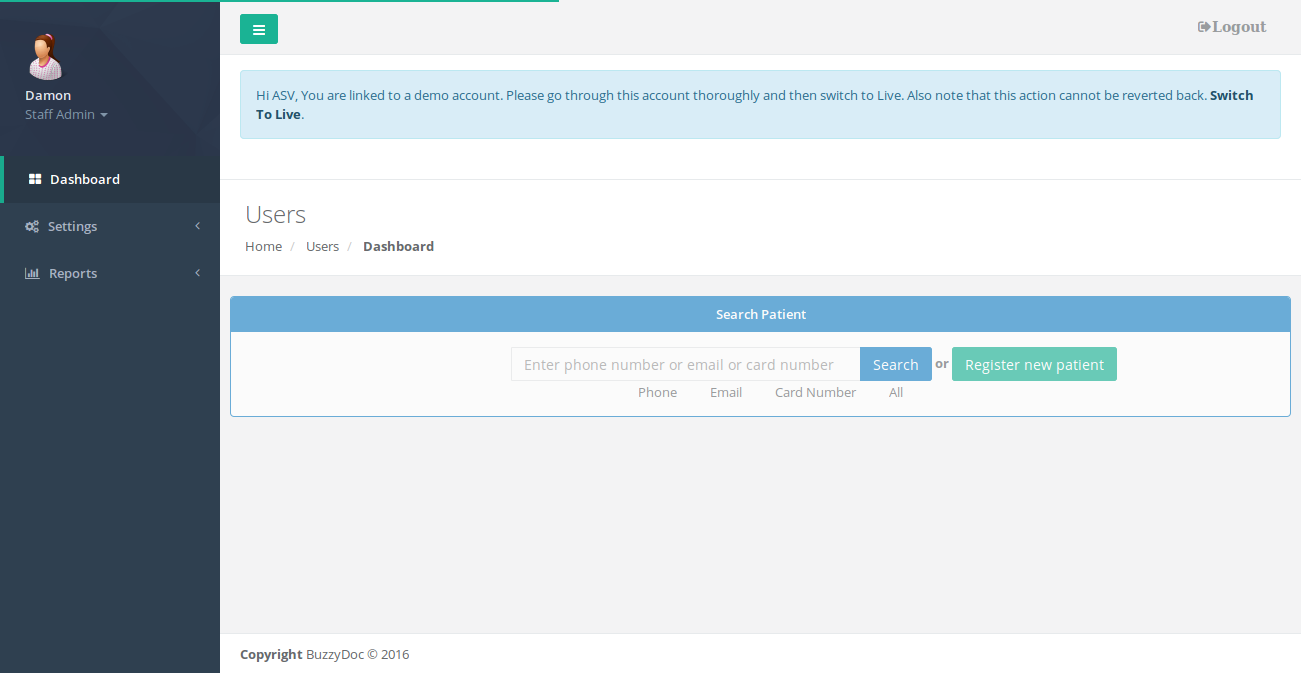 Damon
Staff Admin
Dashboard
Settings
Reports
Logout
Hi ASV, You are linked to a demo account. Please go through this account thoroughly and then switch to Live. Also note that this action cannot be reverted back. Switch
To Live.
Users
Home / Users / Dashboard
Search Patient
Enter phone number or email or card number Search or Register new patient
Phone Email Card Number All
Copyright BuzzyDoc © 2016